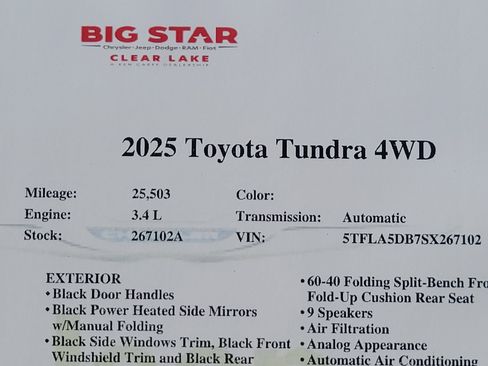 BIG STAR
Chrysler·Jeep·Dodge·RAM·Fiat
CLEAR LAKE
2025 Toyota Tundra 4WD
Mileage: 25,503 Color:
Engine: 3.4 L Transmission: Automatic
Stock: 267102A VIN: 5TFLA5DB7SX267102
EXTERIOR
•Black Door Handles
•Black Power Heated Side Mirrors
w/Manual Folding
•Black Side Windows Trim, Black Front
Windshield Trim and Black Rear
•60-40 Folding Split-Bench Fro
Fold-Up Cushion Rear Seat
•9 Speakers
•Air Filtration
•Analog Appearance
•Automatic Air Conditioning